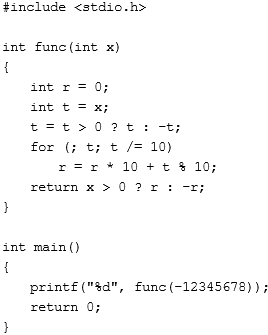 #include <stdio.h>
int func(int x)
{
int r = 0;
int t = x;
t = t > 0 ? t : -t;
for (; t; t /= 10)
r = r * 10 + t % 10;
return x > 0 ? r : -r;
}
int main()
{
printf("%d", func(-12345678));
return 0;
}